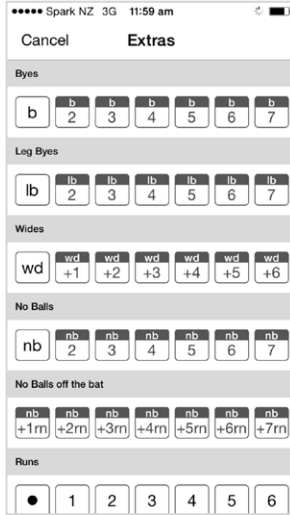 Spark NZ 3G 11:59 am
Cancel Extras
Byes
b b b b b b
b 2 3 4 5 6 7
Leg Byes
lb lb lb lb lb lb
lb 2 3 4 5 6 7
Wides
wd wd wd wd wd wd
wd +1 +2 +3 +4 +5 +6
No Balls
nb nb nb nb nb nb
nb 2 3 4 5 6 7
No Balls off the bat
nb nb nb nb nb nb nb
+1rn +2rn +3rn +4rn +5rn +6rn +7rn
Runs
● 1 2 3 4 5 6